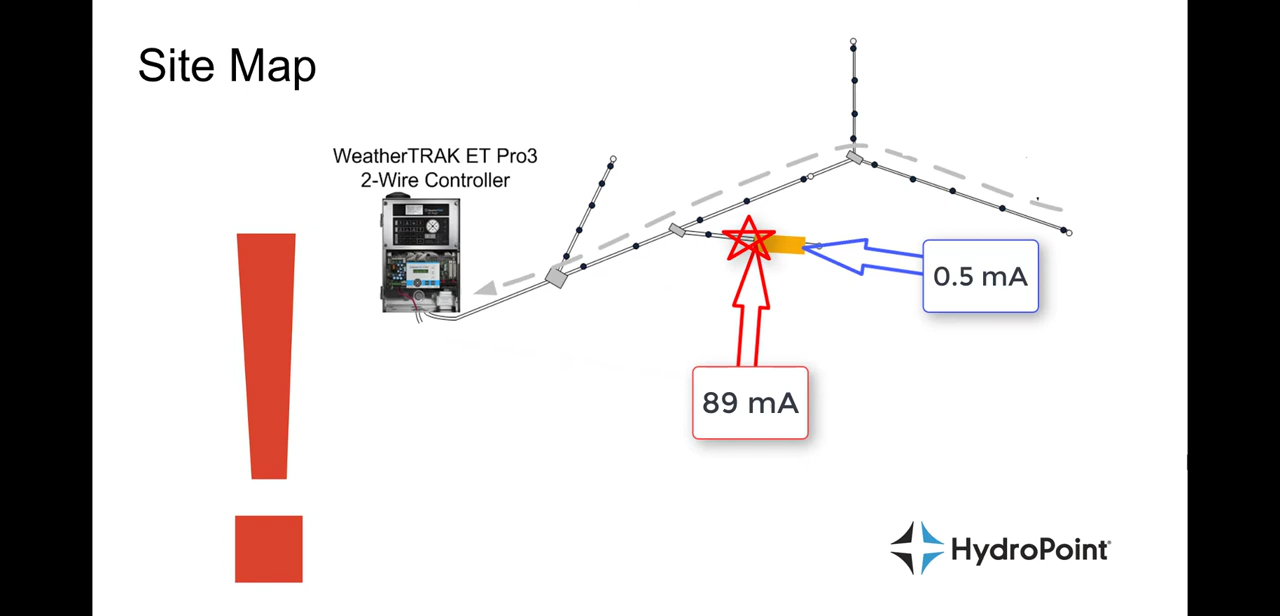 Site Map
WeatherTRAK ET Pro3
2-Wire Controller
0.5 mA
89 mA
HydroPoint